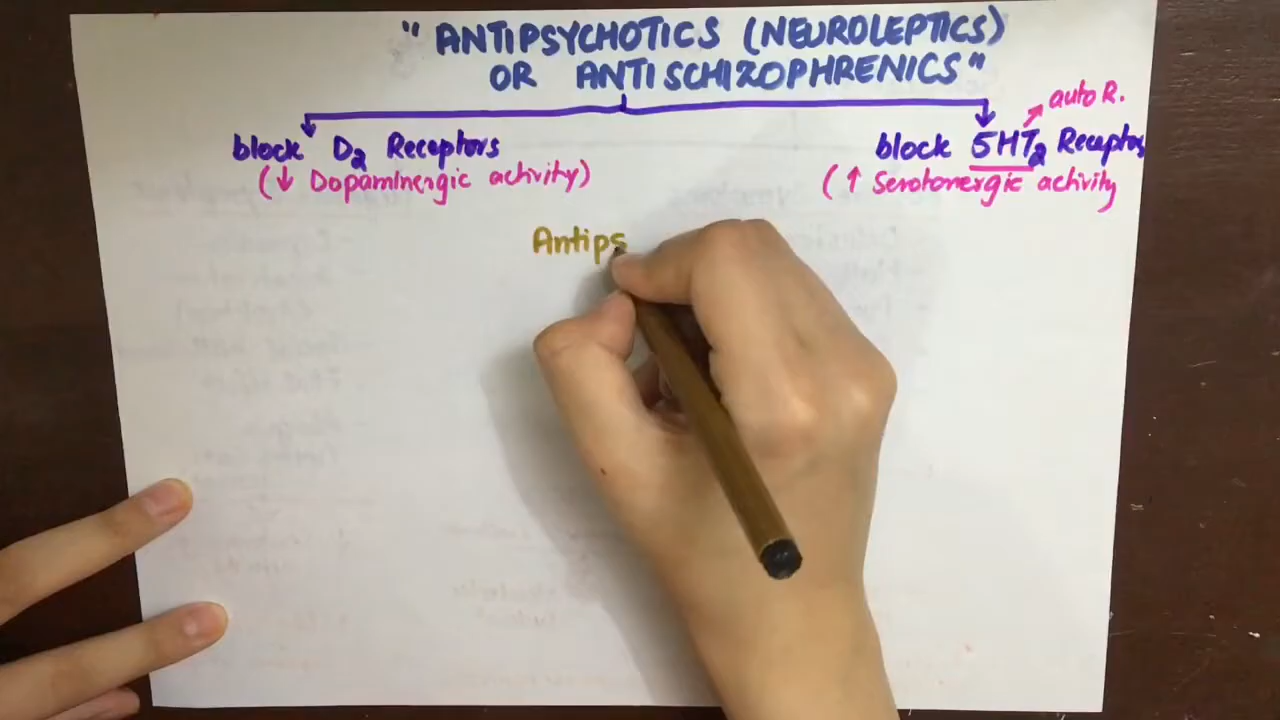 " ANTIPSYCHOTICS (NEUROLEPTICS)
OR ANTISCHIZOPHRENICS "
auto R.
block D2 Receptors
(↓ Dopaminergic activity)
block 5HT2 Receptors
(↑ Serotonergic activity
Antips